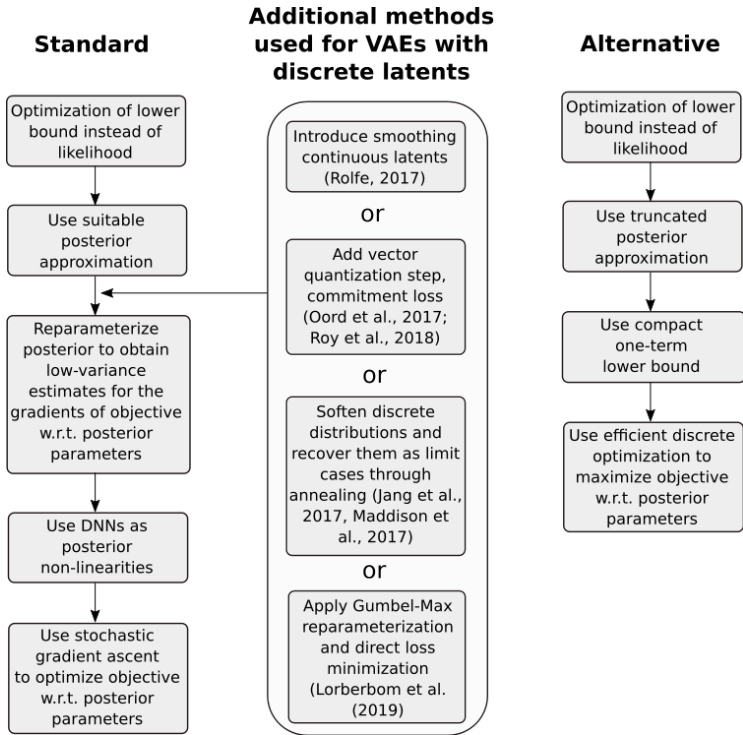 Standard
Optimization of lower
bound instead of
likelihood
Use suitable
posterior
approximation
Reparameterize
posterior to obtain
low-variance
estimates for the
gradients of objective
w.r.t. posterior
parameters
Use DNNs as
posterior
non-linearities
Use stochastic
gradient ascent
to optimize objective
w.r.t. posterior
parameters
Additional methods
used for VAEs with
discrete latents
Introduce smoothing
continuous latents
(Rolfe, 2017)
or
Add vector
quantization step,
commitment loss
(Oord et al., 2017;
Roy et al., 2018)
or
Soften discrete
distributions and
recover them as limit
cases through
annealing (Jang et al.,
2017, Maddison et
al., 2017)
or
Apply Gumbel-Max
reparameterization
and direct loss
minimization
(Lorberbom et al.
(2019)
Alternative
Optimization of lower
bound instead of
likelihood
Use truncated
posterior
approximation
Use compact
one-term
lower bound
Use efficient discrete
optimization to
maximize objective
w.r.t. posterior
parameters